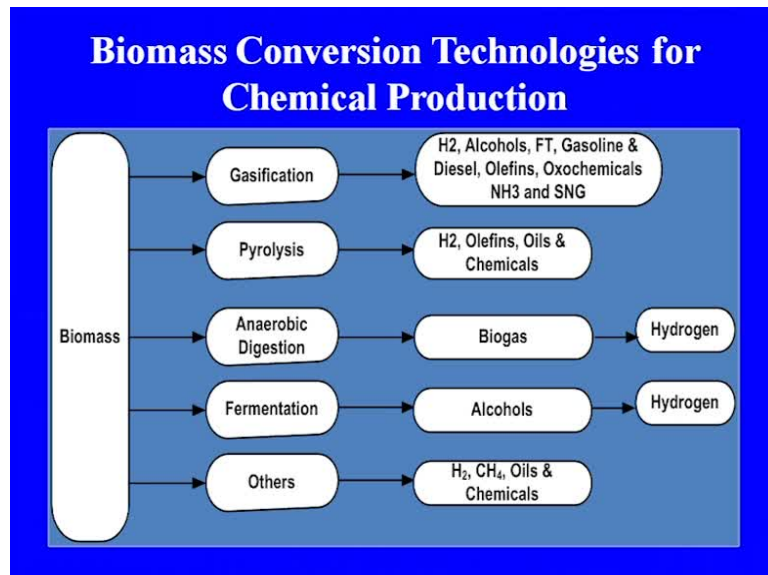 Biomass Conversion Technologies for
Chemical Production
Biomass
Gasification
H2, Alcohols, FT, Gasoline &
Diesel, Olefins, Oxochemicals
NH3 and SNG
Pyrolysis
H2, Olefins, Oils &
Chemicals
Anaerobic
Digestion
Biogas
Hydrogen
Fermentation
Alcohols
Hydrogen
Others
H₂, CH₄, Oils &
Chemicals